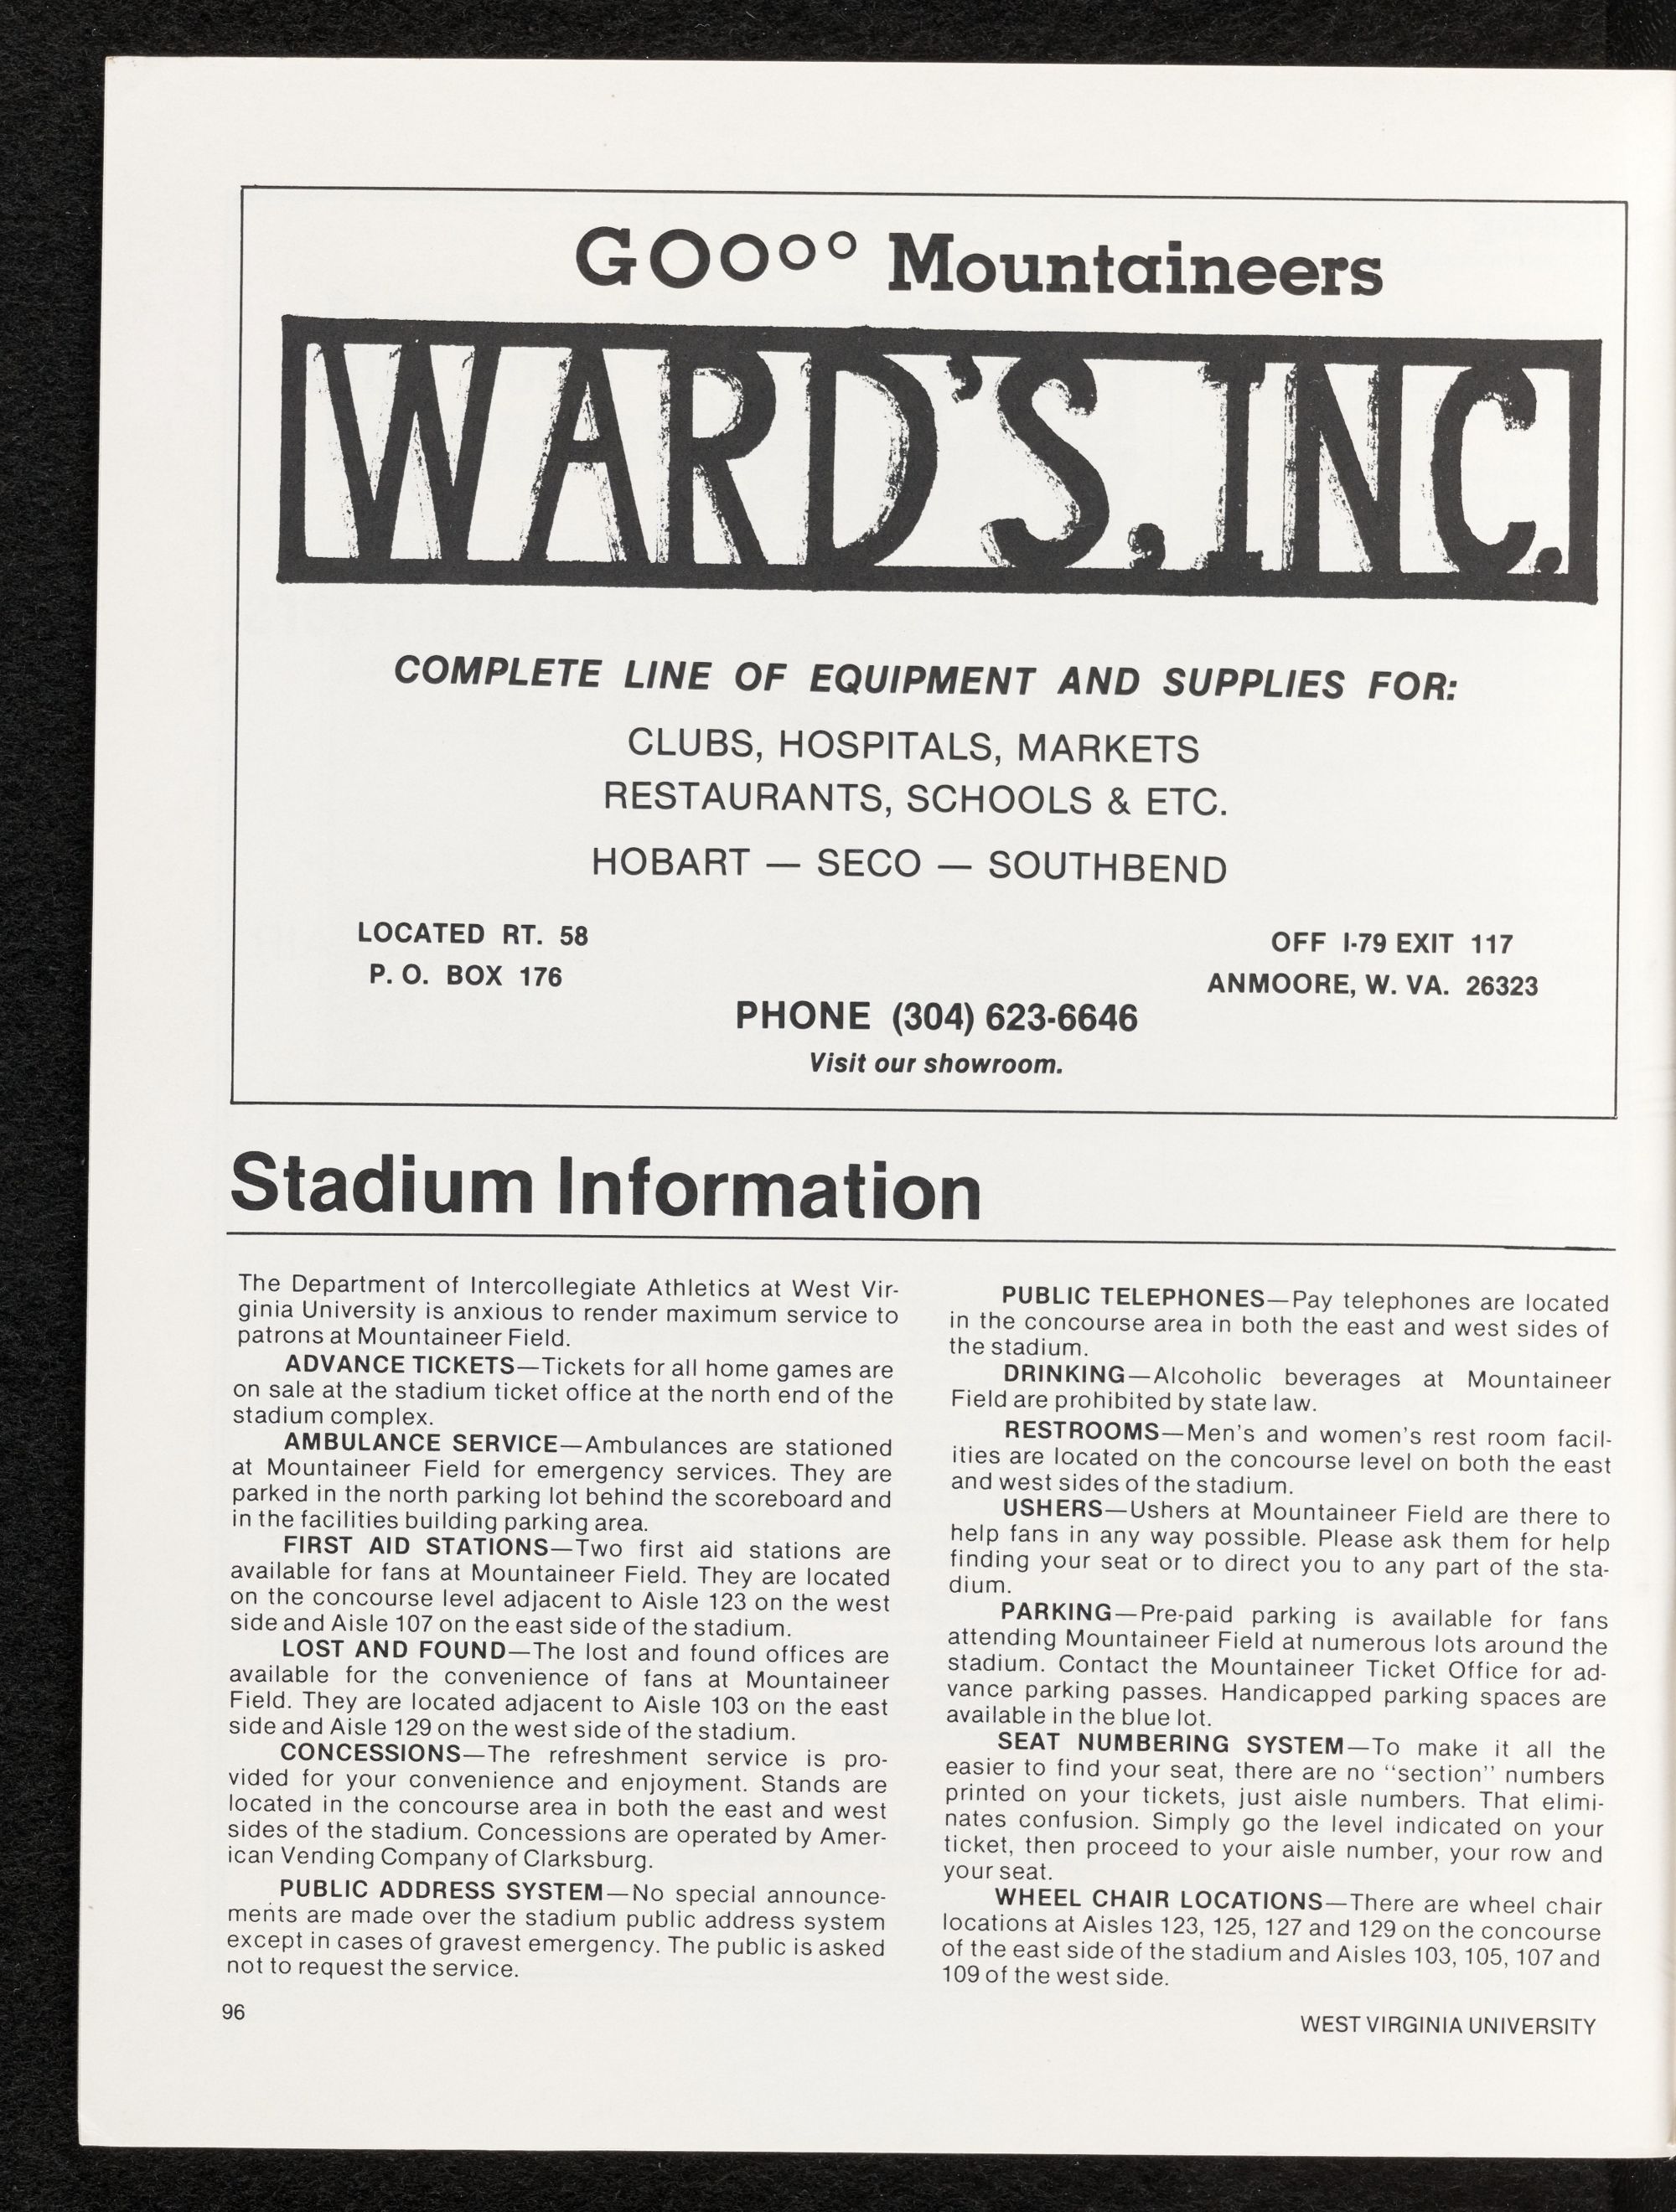 GOooo Mountaineers
WARD'S, INC.
COMPLETE LINE OF EQUIPMENT AND SUPPLIES FOR:
CLUBS, HOSPITALS, MARKETS
RESTAURANTS, SCHOOLS & ETC.
HOBART — SECO — SOUTHBEND
LOCATED RT. 58
P. O. BOX 176
OFF I-79 EXIT 117
ANMOORE, W. VA. 26323
PHONE (304) 623-6646
Visit our showroom.
Stadium Information
The Department of Intercollegiate Athletics at West Vir-
ginia University is anxious to render maximum service to
patrons at Mountaineer Field.
ADVANCE TICKETS—Tickets for all home games are
on sale at the stadium ticket office at the north end of the
stadium complex.
AMBULANCE SERVICE—Ambulances are stationed
at Mountaineer Field for emergency services. They are
parked in the north parking lot behind the scoreboard and
in the facilities building parking area.
FIRST AID STATIONS—Two first aid stations are
available for fans at Mountaineer Field. They are located
on the concourse level adjacent to Aisle 123 on the west
side and Aisle 107 on the east side of the stadium.
LOST AND FOUND—The lost and found offices are
available for the convenience of fans at Mountaineer
Field. They are located adjacent to Aisle 103 on the east
side and Aisle 129 on the west side of the stadium.
CONCESSIONS—The refreshment service is pro-
vided for your convenience and enjoyment. Stands are
located in the concourse area in both the east and west
sides of the stadium. Concessions are operated by Amer-
ican Vending Company of Clarksburg.
PUBLIC ADDRESS SYSTEM—No special announce-
ments are made over the stadium public address system
except in cases of gravest emergency. The public is asked
not to request the service.
PUBLIC TELEPHONES—Pay telephones are located
in the concourse area in both the east and west sides of
the stadium.
DRINKING—Alcoholic beverages at Mountaineer
Field are prohibited by state law.
RESTROOMS—Men's and women's rest room facil-
ities are located on the concourse level on both the east
and west sides of the stadium.
USHERS—Ushers at Mountaineer Field are there to
help fans in any way possible. Please ask them for help
finding your seat or to direct you to any part of the sta-
dium.
PARKING—Pre-paid parking is available for fans
attending Mountaineer Field at numerous lots around the
stadium. Contact the Mountaineer Ticket Office for ad-
vance parking passes. Handicapped parking spaces are
available in the blue lot.
SEAT NUMBERING SYSTEM—To make it all the
easier to find your seat, there are no "section" numbers
printed on your tickets, just aisle numbers. That elimi-
nates confusion. Simply go the level indicated on your
ticket, then proceed to your aisle number, your row and
your seat.
WHEEL CHAIR LOCATIONS—There are wheel chair
locations at Aisles 123, 125, 127 and 129 on the concourse
of the east side of the stadium and Aisles 103, 105, 107 and
109 of the west side.
96
WEST VIRGINIA UNIVERSITY